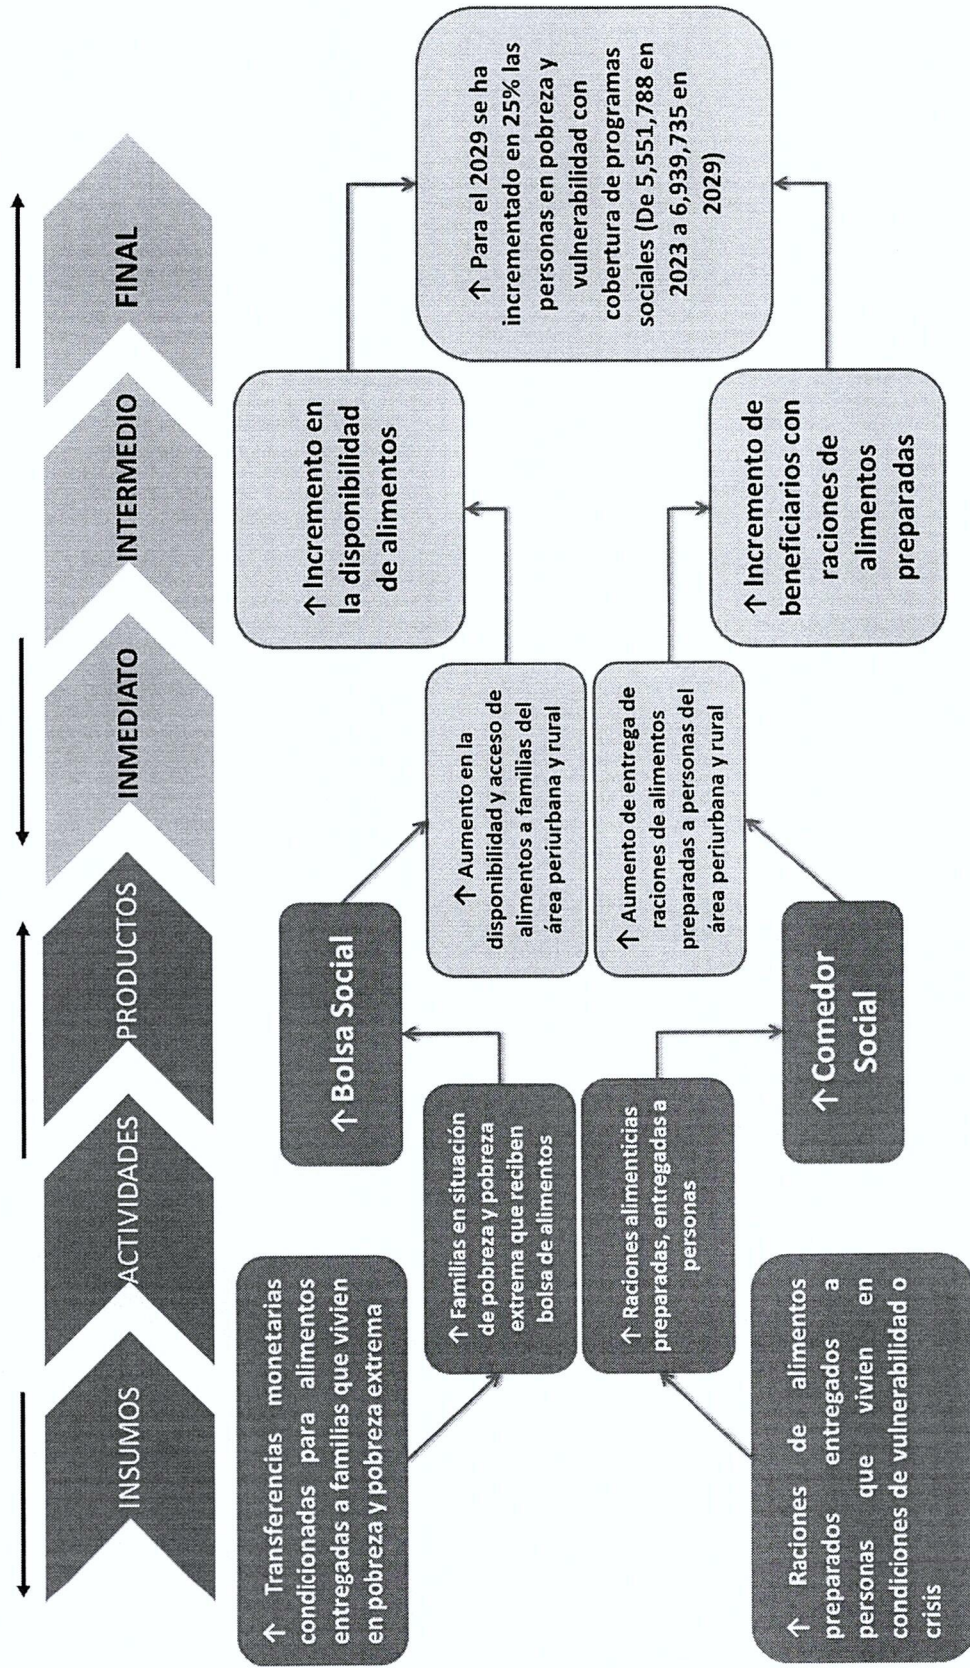 INSUMOS
ACTIVIDADES
PRODUCTOS
INMEDIATO
INTERMEDIO
FINAL
↑ Transferencias monetarias
condicionadas para alimentos
entregadas a familias que vivien
en pobreza y pobreza extrema
↑ Familias en situación
de pobreza y pobreza
extrema que reciben
bolsa de alimentos
↑ Bolsa Social
↑ Aumento en la
disponibilidad y acceso de
alimentos a familias del
área periurbana y rural
↑ Incremento en
la disponibilidad
de alimentos
↑ Para el 2029 se ha
incrementado en 25% las
personas en pobreza y
vulnerabilidad con
cobertura de programas
sociales (De 5,551,788 en
2023 a 6,939,735 en
2029)
↑ Raciones de alimentos
preparados entregados a
personas que vivien en
condiciones de vulnerabilidad o
crisis
↑ Raciones alimenticias
preparadas, entregadas a
personas
↑ Comedor
Social
↑ Aumento de entrega de
raciones de alimentos
preparadas a personas del
área periurbana y rural
↑ Incremento de
beneficiarios con
raciones de
alimentos
preparadas